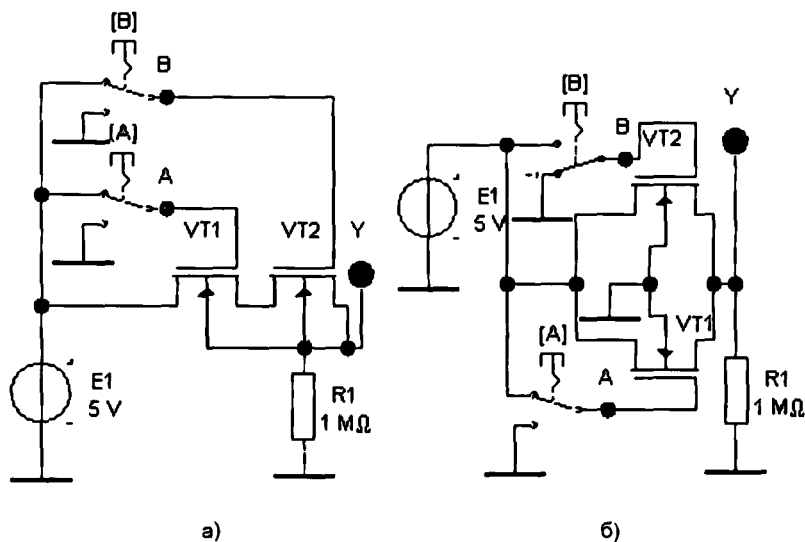 [B]
B
[A]
A
VT1
VT2
Y
E1
5 V
R1
1 MΩ
а)
[B]
B
VT2
Y
E1
5 V
VT1
[A]
A
R1
1 MΩ
б)